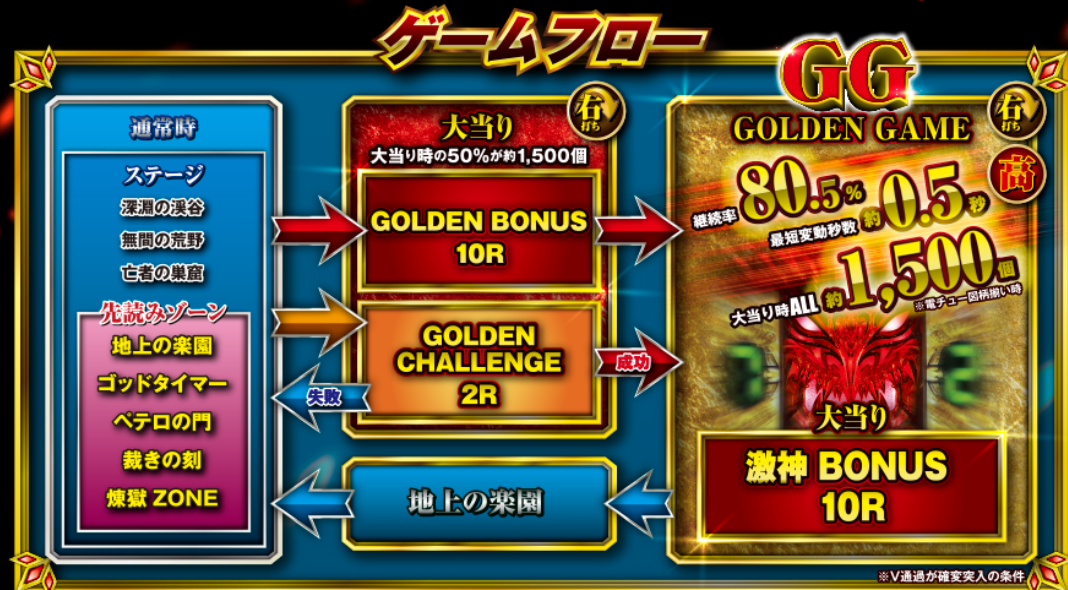 ゲームフロー
通常時
ステージ
深淵の渓谷
無間の荒野
亡者の巣窟
先読みゾーン
地上の楽園
ゴッドタイマー
ペテロの門
裁きの刻
煉獄 ZONE
右
打ち
大当り
大当り時の50%が約1,500個
GOLDEN BONUS
10R
GOLDEN
CHALLENGE
2R
成功
失敗
地上の楽園
GG
GOLDEN GAME
右
打ち
高
継続率 80.5%
最短変動秒数 約0.5秒
大当り時ALL 約1,500個
※電チュー図柄揃い時
7 2
大当り
激神 BONUS
10R
※V通過が確変突入の条件